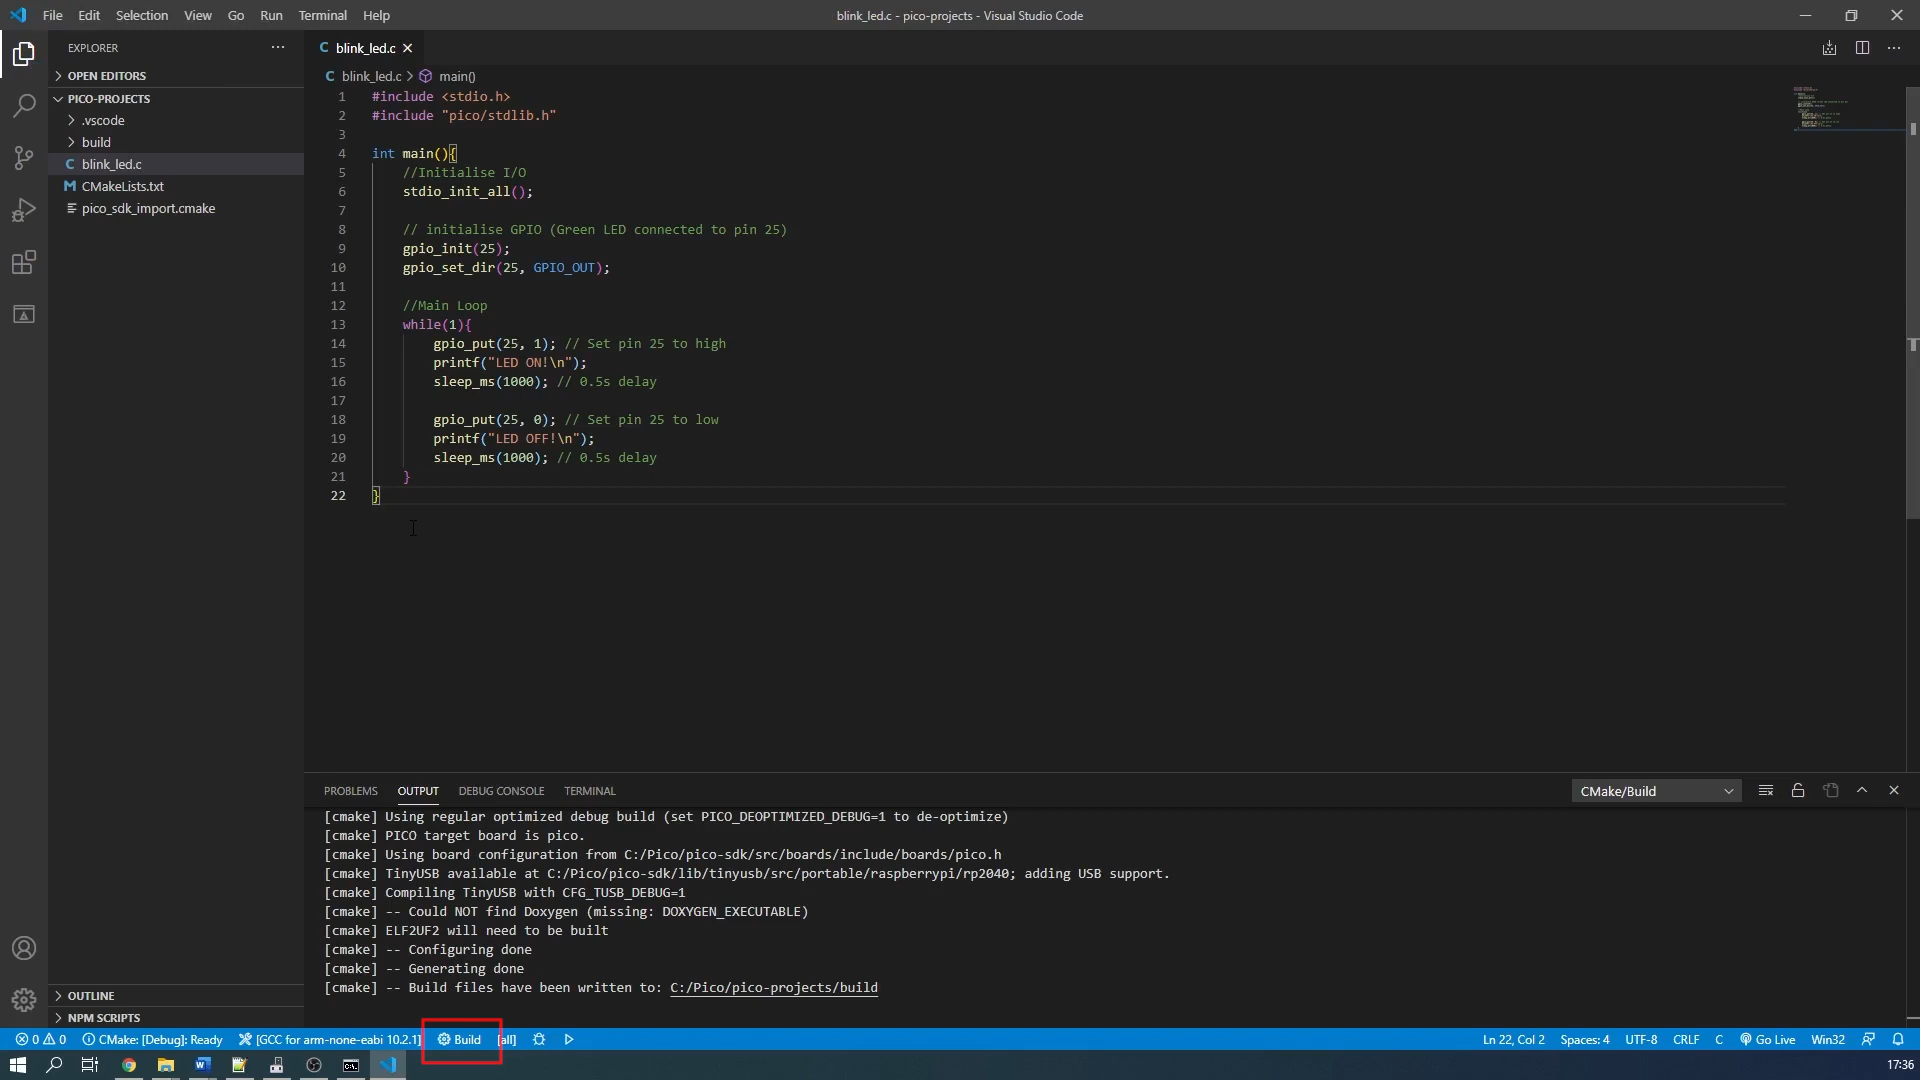 File Edit Selection View Go Run Terminal Help
blink_led.c - pico-projects - Visual Studio Code
EXPLORER
OPEN EDITORS
PICO-PROJECTS
.vscode
build
C blink_led.c
M CMakeLists.txt
pico_sdk_import.cmake
OUTLINE
NPM SCRIPTS
C blink_led.c
C blink_led.c > main()
1 #include <stdio.h>
2 #include "pico/stdlib.h"
3
4 int main(){
5 //Initialise I/O
6 stdio_init_all();
7
8 // initialise GPIO (Green LED connected to pin 25)
9 gpio_init(25);
10 gpio_set_dir(25, GPIO_OUT);
11
12 //Main Loop
13 while(1){
14 gpio_put(25, 1); // Set pin 25 to high
15 printf("LED ON!\n");
16 sleep_ms(1000); // 0.5s delay
17
18 gpio_put(25, 0); // Set pin 25 to low
19 printf("LED OFF!\n");
20 sleep_ms(1000); // 0.5s delay
21 }
22 }
PROBLEMS OUTPUT DEBUG CONSOLE TERMINAL
CMake/Build
[cmake] Using regular optimized debug build (set PICO_DEOPTIMIZED_DEBUG=1 to de-optimize)
[cmake] PICO target board is pico.
[cmake] Using board configuration from C:/Pico/pico-sdk/src/boards/include/boards/pico.h
[cmake] TinyUSB available at C:/Pico/pico-sdk/lib/tinyusb/src/portable/raspberrypi/rp2040; adding USB support.
[cmake] Compiling TinyUSB with CFG_TUSB_DEBUG=1
[cmake] -- Could NOT find Doxygen (missing: DOXYGEN_EXECUTABLE)
[cmake] ELF2UF2 will need to be built
[cmake] -- Configuring done
[cmake] -- Generating done
[cmake] -- Build files have been written to: C:/Pico/pico-projects/build
0 0 CMake: [Debug]: Ready [GCC for arm-none-eabi 10.2.1] Build [all]
Ln 22, Col 2 Spaces: 4 UTF-8 CRLF C Go Live Win32
17:36